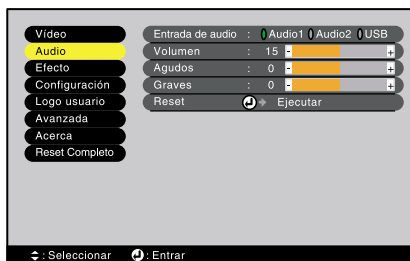 Vídeo
Audio
Efecto
Configuración
Logo usuario
Avanzada
Acerca
Reset Completo
Entrada de audio : Audio1 Audio2 USB
Volumen : 15 - +
Agudos : 0 - +
Graves : 0 - +
Reset Ejecutar
: Seleccionar : Entrar